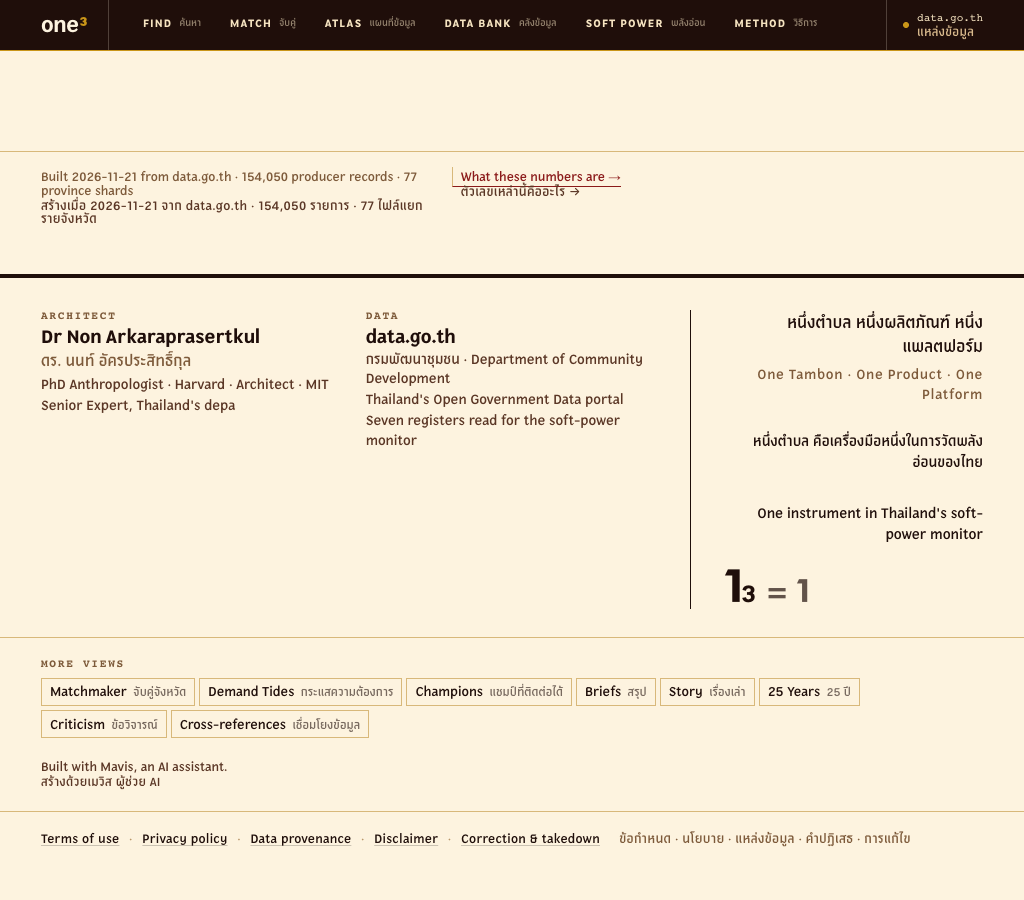 one³
FIND ค้นหา MATCH จับคู่ ATLAS แผนที่ข้อมูล DATA BANK คลังข้อมูล SOFT POWER พลังอ่อน METHOD วิธีการ
data.go.th
แหล่งข้อมูล
Built 2026-11-21 from data.go.th · 154,050 producer records · 77
province shards
สร้างเมื่อ 2026-11-21 จาก data.go.th · 154,050 รายการ · 77 ไฟล์แยก
รายจังหวัด
What these numbers are →
ตัวเลขเหล่านี้คืออะไร →
ARCHITECT
Dr Non Arkaraprasertkul
ดร. นนท์ อัครประสิทธิ์กุล
PhD Anthropologist · Harvard · Architect · MIT
Senior Expert, Thailand's depa
DATA
data.go.th
กรมพัฒนาชุมชน · Department of Community
Development
Thailand's Open Government Data portal
Seven registers read for the soft-power
monitor
หนึ่งตำบล หนึ่งผลิตภัณฑ์ หนึ่ง
แพลตฟอร์ม
One Tambon · One Product · One
Platform
หนึ่งตำบล คือเครื่องมือหนึ่งในการวัดพลัง
อ่อนของไทย
One instrument in Thailand's soft-
power monitor
1₃ = 1
MORE VIEWS
Matchmaker จับคู่จังหวัด Demand Tides กระแสความต้องการ Champions แชมป์ที่ติดต่อได้ Briefs สรุป Story เรื่องเล่า 25 Years 25 ปี
Criticism ข้อวิจารณ์ Cross-references เชื่อมโยงข้อมูล
Built with Mavis, an AI assistant.
สร้างด้วยเมวิส ผู้ช่วย AI
Terms of use · Privacy policy · Data provenance · Disclaimer · Correction & takedown ข้อกำหนด · นโยบาย · แหล่งข้อมูล · คำปฏิเสธ · การแก้ไข